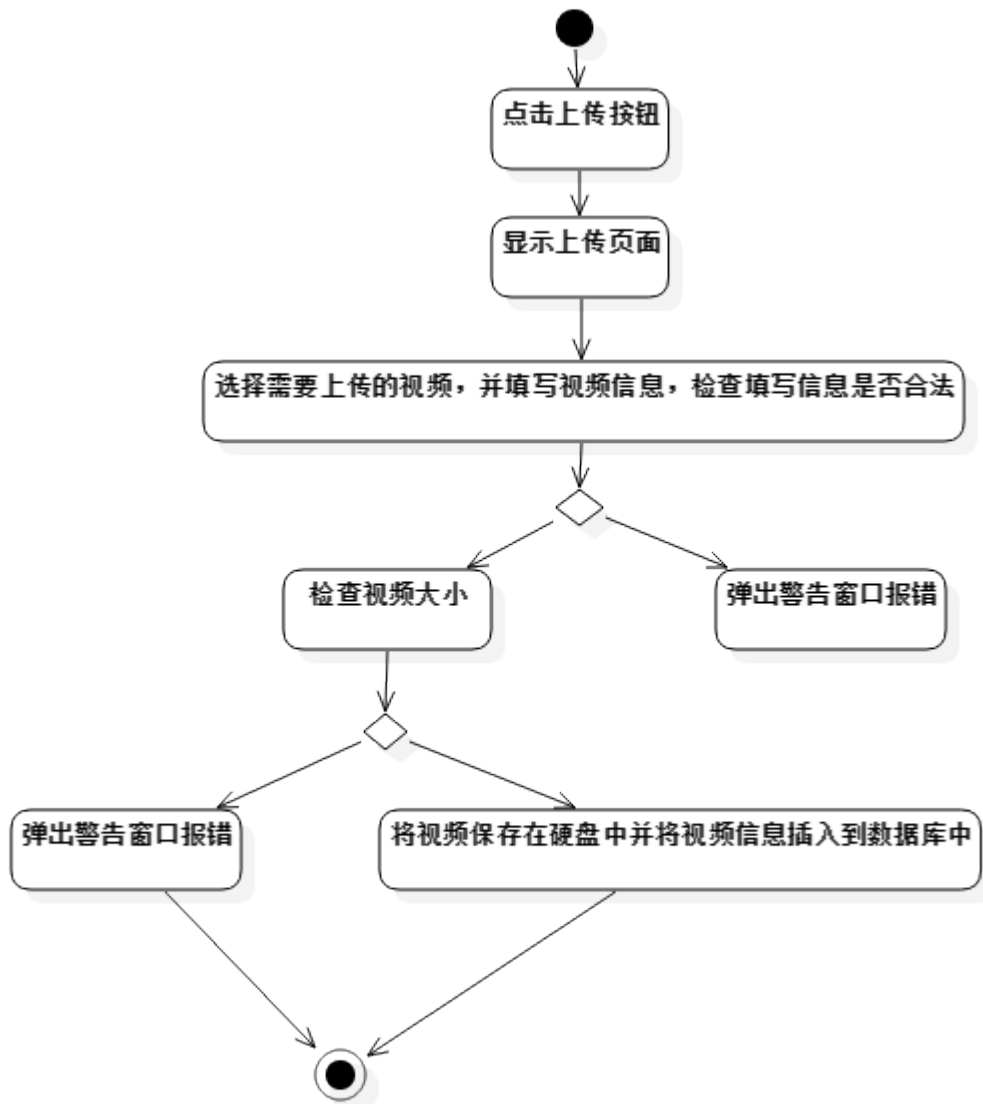 点击上传按钮
显示上传页面
选择需要上传的视频，并填写视频信息，检查填写信息是否合法
检查视频大小
弹出警告窗口报错
弹出警告窗口报错
将视频保存在硬盘中并将视频信息插入到数据库中